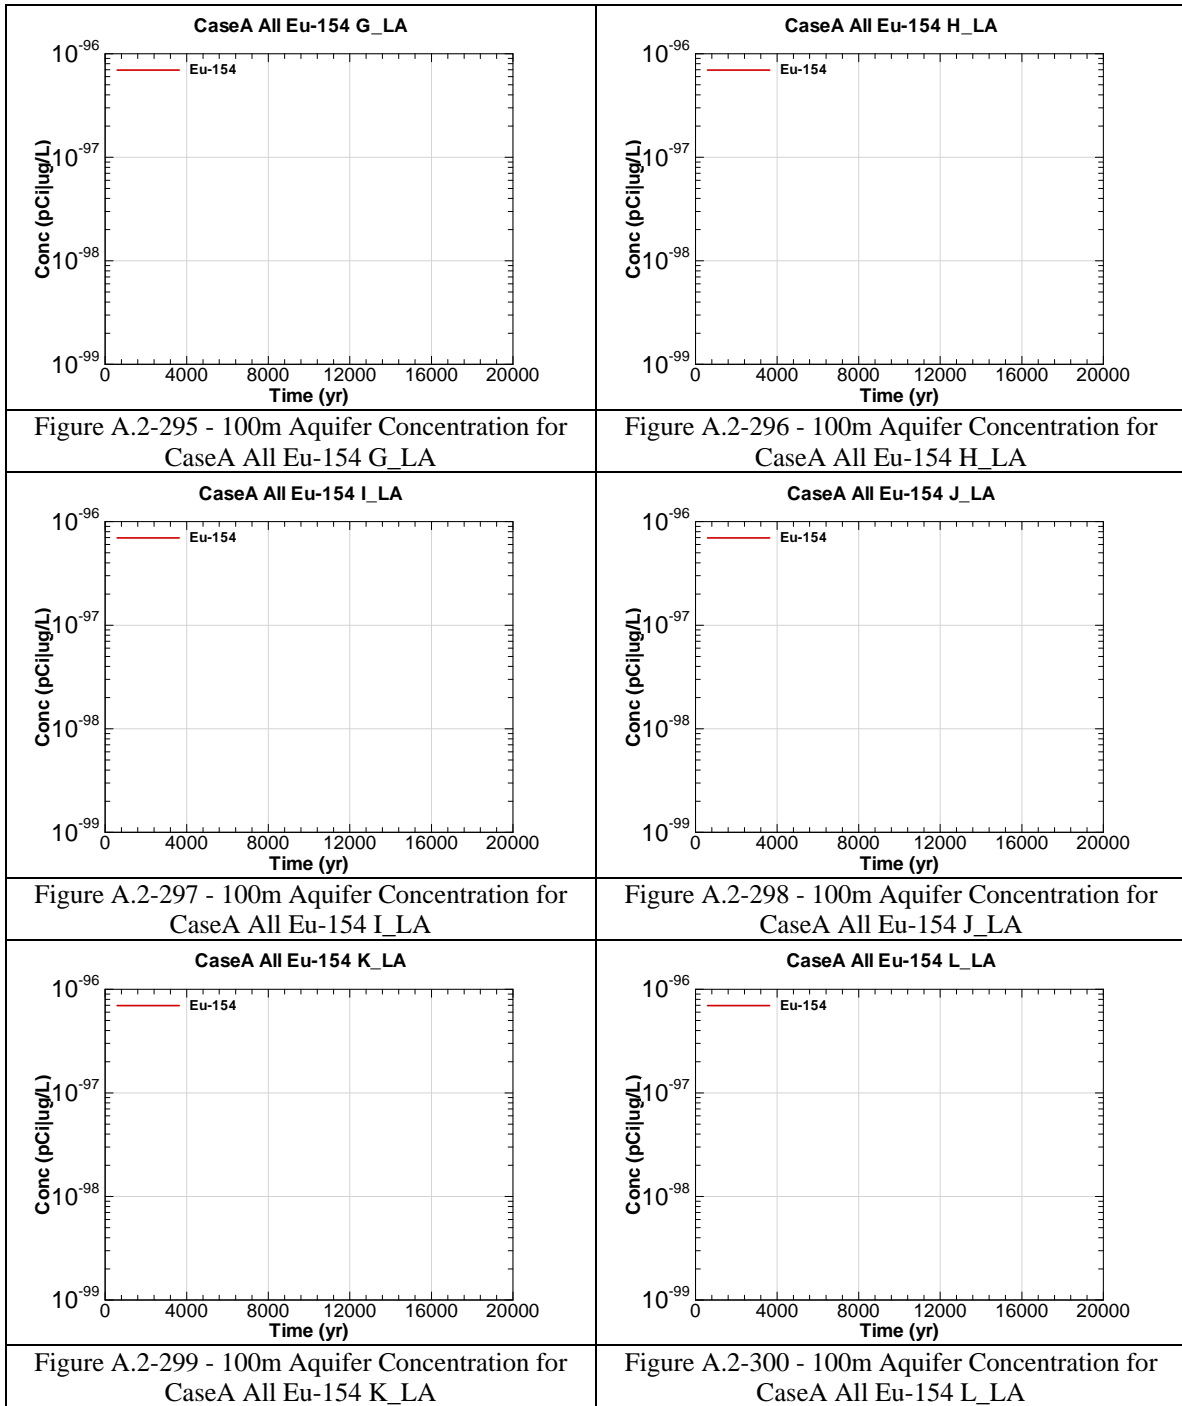 CaseA All Eu-154 G_LA
10-96
Eu-154
10-97
Conc (pCi|ug/L)
10-98
10-99
0 4000 8000 12000 16000 20000
Time (yr)
Figure A.2-295 - 100m Aquifer Concentration for
CaseA All Eu-154 G_LA
CaseA All Eu-154 H_LA
10-96
Eu-154
10-97
Conc (pCi|ug/L)
10-98
10-99
0 4000 8000 12000 16000 20000
Time (yr)
Figure A.2-296 - 100m Aquifer Concentration for
CaseA All Eu-154 H_LA
CaseA All Eu-154 I_LA
10-96
Eu-154
10-97
Conc (pCi|ug/L)
10-98
10-99
0 4000 8000 12000 16000 20000
Time (yr)
Figure A.2-297 - 100m Aquifer Concentration for
CaseA All Eu-154 I_LA
CaseA All Eu-154 J_LA
10-96
Eu-154
10-97
Conc (pCi|ug/L)
10-98
10-99
0 4000 8000 12000 16000 20000
Time (yr)
Figure A.2-298 - 100m Aquifer Concentration for
CaseA All Eu-154 J_LA
CaseA All Eu-154 K_LA
10-96
Eu-154
10-97
Conc (pCi|ug/L)
10-98
10-99
0 4000 8000 12000 16000 20000
Time (yr)
Figure A.2-299 - 100m Aquifer Concentration for
CaseA All Eu-154 K_LA
CaseA All Eu-154 L_LA
10-96
Eu-154
10-97
Conc (pCi|ug/L)
10-98
10-99
0 4000 8000 12000 16000 20000
Time (yr)
Figure A.2-300 - 100m Aquifer Concentration for
CaseA All Eu-154 L_LA